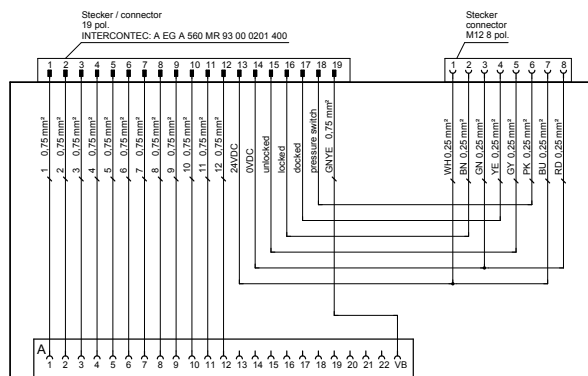 Stecker / connector
19 pol.
INTERCONTEC: A EG A 560 MR 93 00 0201 400
Stecker
connector
M12 8 pol.
1 2 3 4 5 6 7 8 9 10 11 12 13 14 15 16 17 18 19
1 2 3 4 5 6 7 8
1 0,75 mm²
2 0,75 mm²
3 0,75 mm²
4 0,75 mm²
5 0,75 mm²
6 0,75 mm²
7 0,75 mm²
8 0,75 mm²
9 0,75 mm²
10 0,75 mm²
11 0,75 mm²
12 0,75 mm²
24VDC
0VDC
unlocked
locked
docked
pressure switch
GNYE 0,75 mm²
WH 0,25 mm²
BN 0,25 mm²
GN 0,25 mm²
YE 0,25 mm²
GY 0,25 mm²
PK 0,25 mm²
BU 0,25 mm²
RD 0,25 mm²
A
1 2 3 4 5 6 7 8 9 10 11 12 13 14 15 16 17 18 19 20 21 22 VB